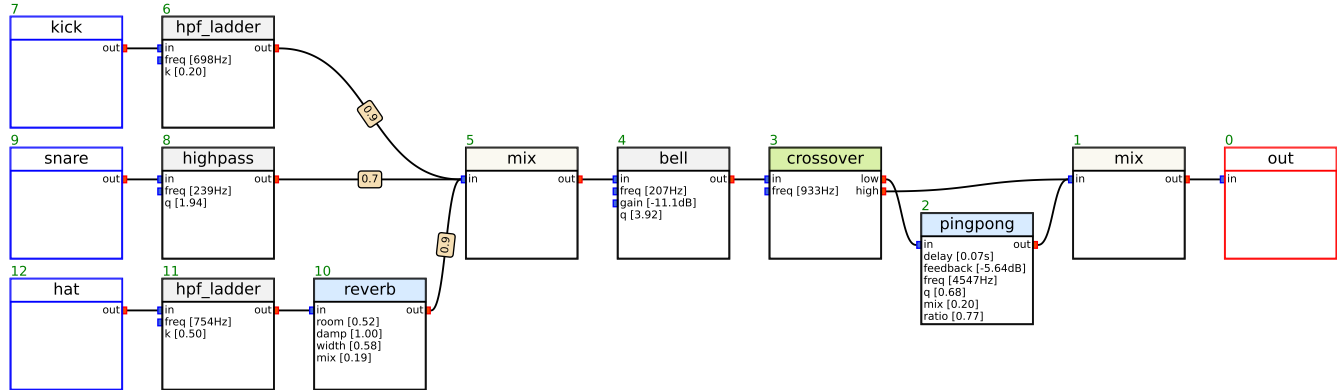 7
kick
out
6
hpf_ladder
in
out
freq [698Hz]
k [0.20]
0.9
9
snare
out
8
highpass
in
out
freq [239Hz]
q [1.94]
0.7
12
hat
out
11
hpf_ladder
in
out
freq [754Hz]
k [0.50]
10
reverb
in
out
room [0.52]
damp [1.00]
width [0.58]
mix [0.19]
0.9
5
mix
in
out
4
bell
in
out
freq [207Hz]
gain [-11.1dB]
q [3.92]
3
crossover
in
low
freq [933Hz]
high
2
pingpong
in
out
delay [0.07s]
feedback [-5.64dB]
freq [4547Hz]
q [0.68]
mix [0.20]
ratio [0.77]
1
mix
in
out
0
out
in